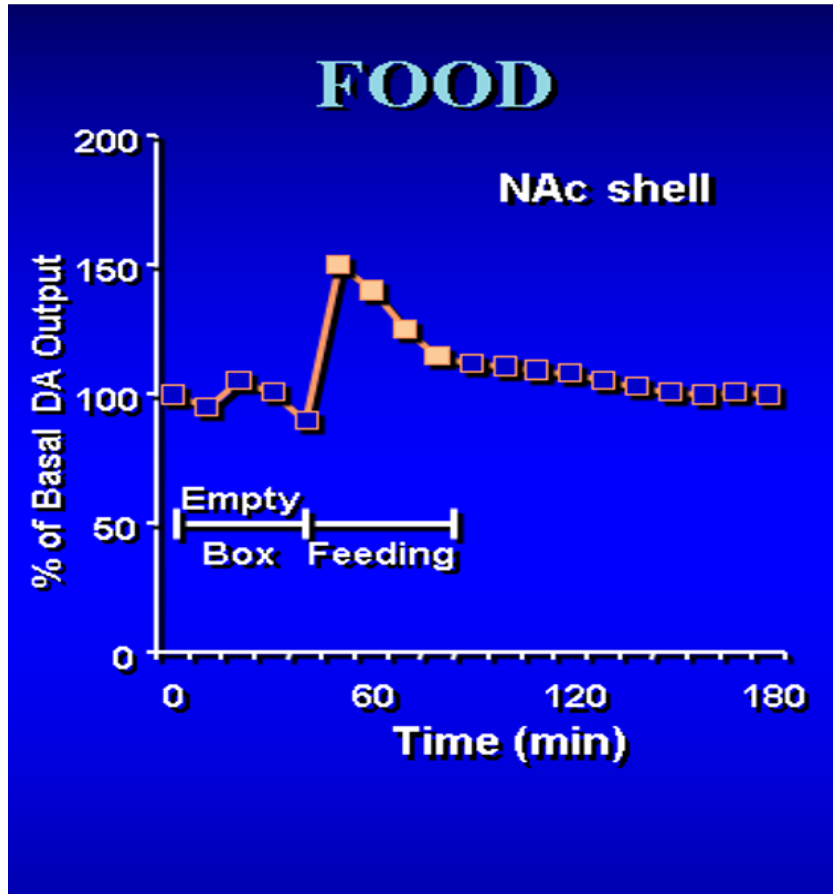 FOOD
200
NAc shell
150
% of Basal DA Output
100
Empty
50
Box Feeding
0
0 60 120 180
Time (min)